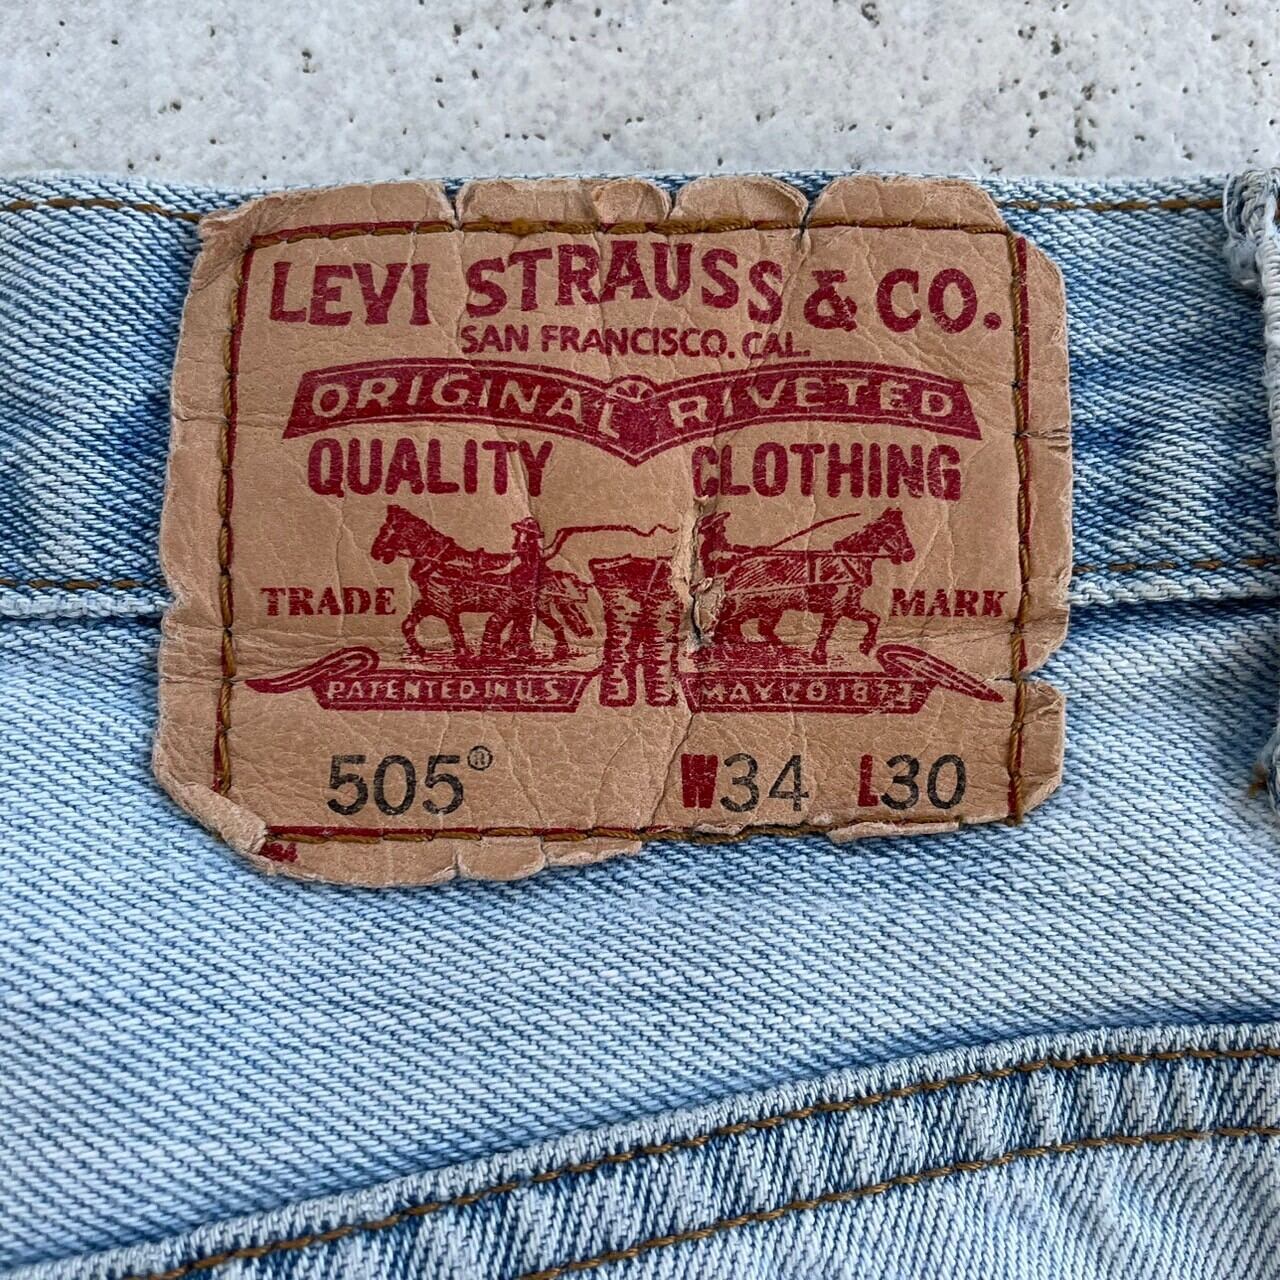 LEVI STRAUSS & CO.
SAN FRANCISCO. CAL.
ORIGINAL RIVETED
QUALITY CLOTHING
TRADE MARK
PATENTED IN U.S. MAY 20 1873
505® W34 L30